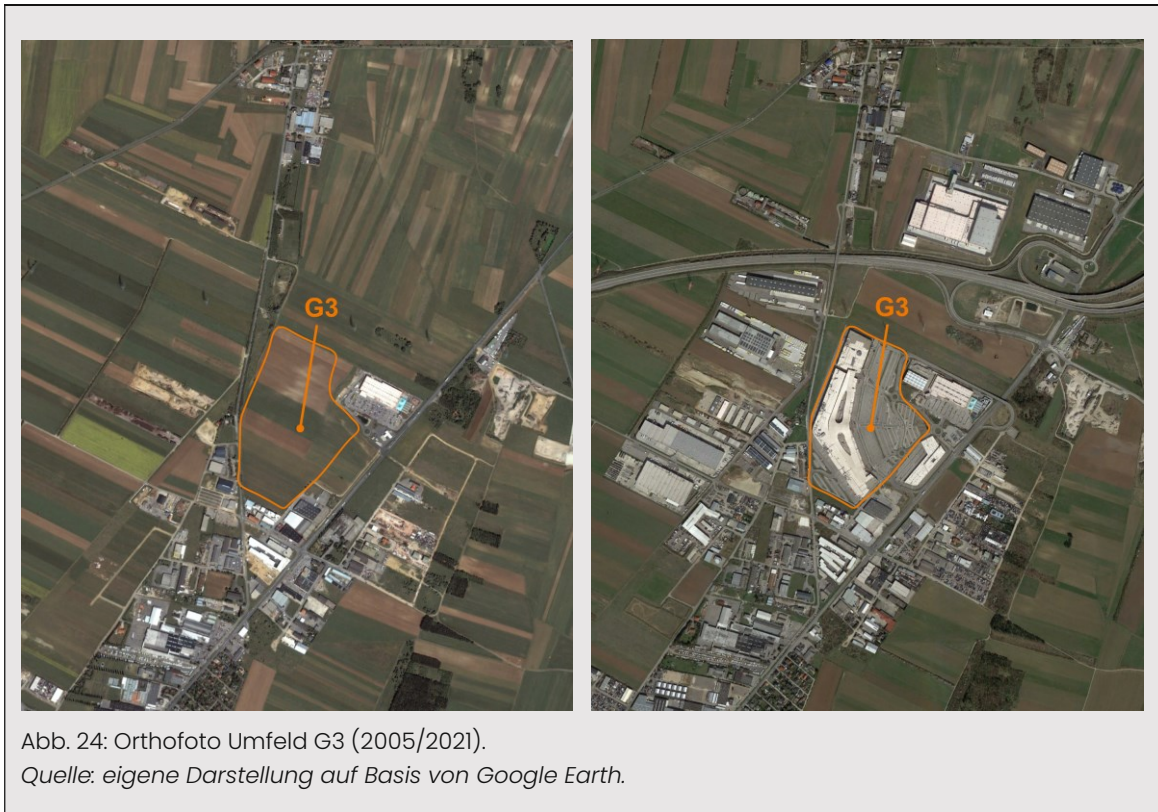 G3
G3
Abb. 24: Orthofoto Umfeld G3 (2005/2021).
Quelle: eigene Darstellung auf Basis von Google Earth.